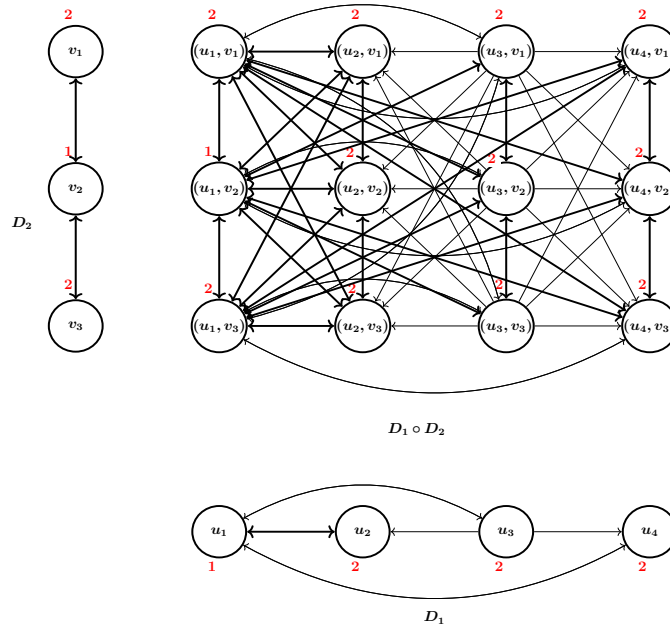 2 2 2 2 2
v₁ (u₁, v₁) (u₂, v₁) (u₃, v₁) (u₄, v₁)
1 1 2 2 2
v₂ (u₁, v₂) (u₂, v₂) (u₃, v₂) (u₄, v₂)
D₂
2 2 2 2 2
v₃ (u₁, v₃) (u₂, v₃) (u₃, v₃) (u₄, v₃)
D₁ ∘ D₂
u₁ u₂ u₃ u₄
1 2 2 2
D₁